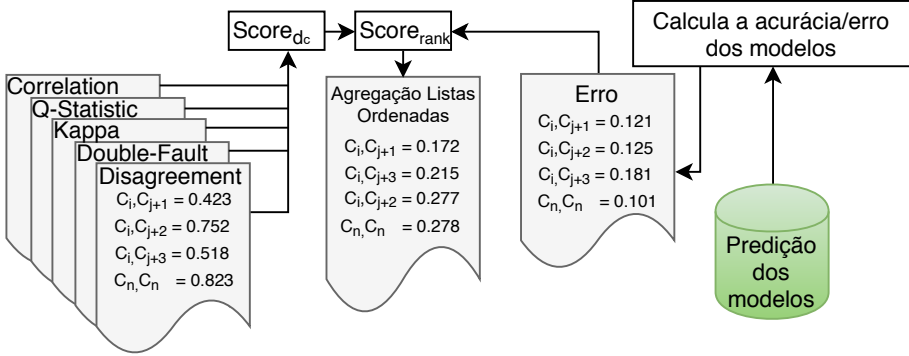 Correlation
Q-Statistic
Kappa
Double-Fault
Disagreement
Ci,Cj+1 = 0.423
Ci,Cj+2 = 0.752
Ci,Cj+3 = 0.518
Cn,Cn = 0.823
Scoredc
Scorerank
Agregação Listas
Ordenadas
Ci,Cj+1 = 0.172
Ci,Cj+3 = 0.215
Ci,Cj+2 = 0.277
Cn,Cn = 0.278
Erro
Ci,Cj+1 = 0.121
Ci,Cj+2 = 0.125
Ci,Cj+3 = 0.181
Cn,Cn = 0.101
Calcula a acurácia/erro
dos modelos
Predição
dos
modelos